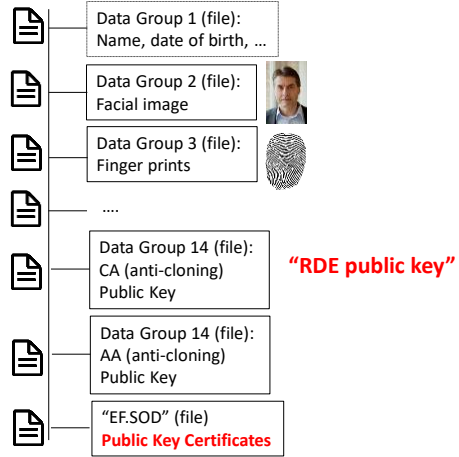 Data Group 1 (file):
Name, date of birth, ...
Data Group 2 (file):
Facial image
Data Group 3 (file):
Finger prints
....
Data Group 14 (file):
CA (anti-cloning)
Public Key
“RDE public key”
Data Group 14 (file):
AA (anti-cloning)
Public Key
“EF.SOD” (file)
Public Key Certificates